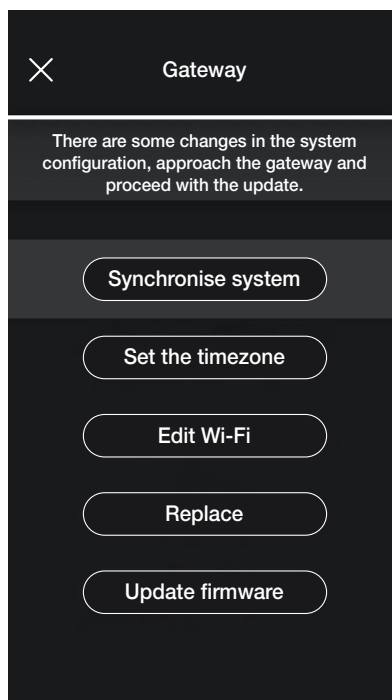 Gateway
There are some changes in the system
configuration, approach the gateway and
proceed with the update.
Synchronise system
Set the timezone
Edit Wi-Fi
Replace
Update firmware